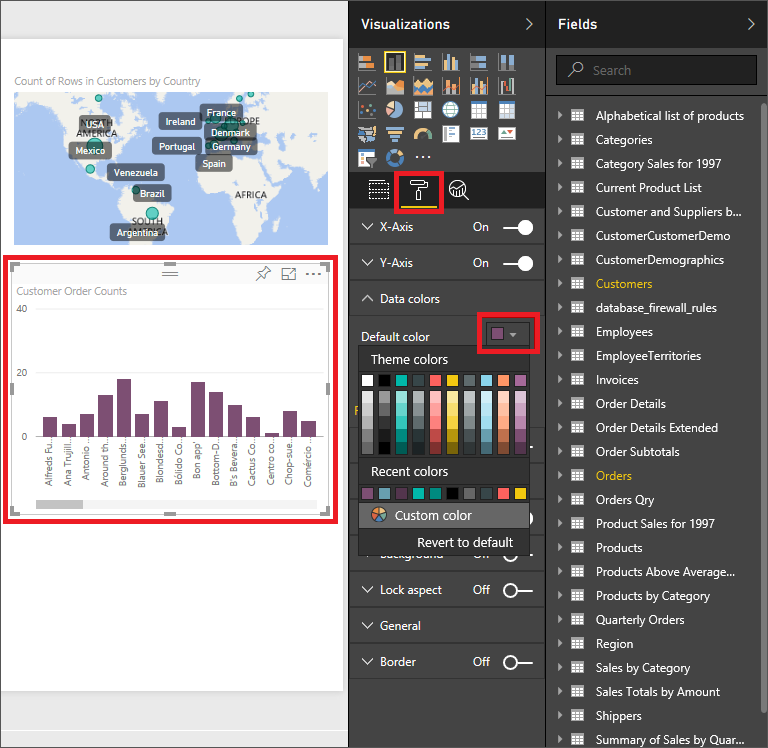 Visualizations
Fields
Search
Count of Rows in Customers by Country
USA
NORTH
AMERICA
Mexico
Ireland
France
EUROPE
Denmark
Portugal
Germany
Spain
Venezuela
Brazil
AFRICA
SOUTH
AMERICA
Argentina
123
Customer Order Counts
40
20
0
Alfreds Fu...
Ana Trujill...
Antonio ...
Around th...
Berglunds...
Blauer See...
Blondesd...
Bólido Co...
Bon app'
Bottom-D...
B's Bevera...
Cactus Co...
Centro co...
Chop-sue...
Comércio ...
X-Axis On
Y-Axis On
Data colors
Default color
Theme colors
Recent colors
Custom color
Revert to default
Background Off
Lock aspect Off
General
Border Off
Alphabetical list of products
Categories
Category Sales for 1997
Current Product List
Customer and Suppliers b...
CustomerCustomerDemo
CustomerDemographics
Customers
database_firewall_rules
Employees
EmployeeTerritories
Invoices
Order Details
Order Details Extended
Order Subtotals
Orders
Orders Qry
Product Sales for 1997
Products
Products Above Average...
Products by Category
Quarterly Orders
Region
Sales by Category
Sales Totals by Amount
Shippers
Summary of Sales by Quar...